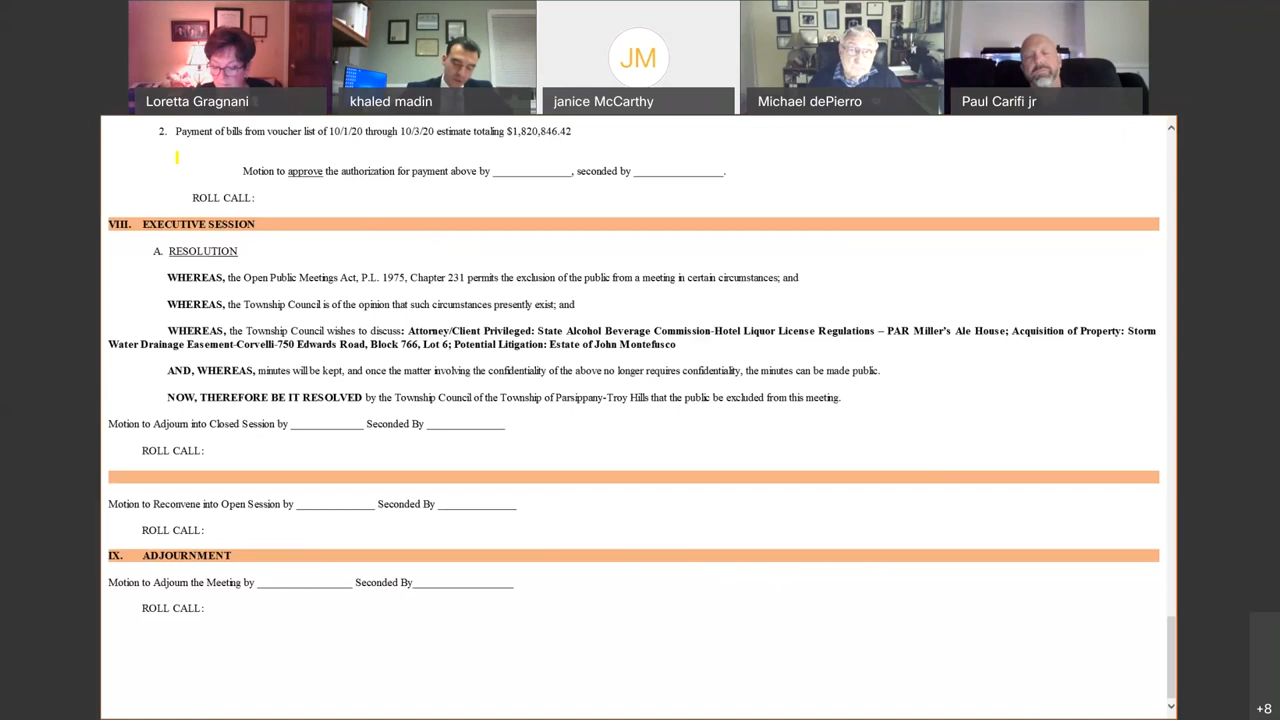 JM
Loretta Gragnani
khaled madin
janice McCarthy
Michael dePierro
Paul Carifi jr
2. Payment of bills from voucher list of 10/1/20 through 10/3/20 estimate totaling $1,820,846.42
Motion to approve the authorization for payment above by ______________, seconded by ________________.
ROLL CALL:
VIII. EXECUTIVE SESSION
A. RESOLUTION
WHEREAS, the Open Public Meetings Act, P.L. 1975, Chapter 231 permits the exclusion of the public from a meeting in certain circumstances; and
WHEREAS, the Township Council is of the opinion that such circumstances presently exist; and
WHEREAS, the Township Council wishes to discuss: Attorney/Client Privileged: State Alcohol Beverage Commission-Hotel Liquor License Regulations – PAR Miller's Ale House; Acquisition of Property: Storm
Water Drainage Easement-Corvelli-750 Edwards Road, Block 766, Lot 6; Potential Litigation: Estate of John Montefusco
AND, WHEREAS, minutes will be kept, and once the matter involving the confidentiality of the above no longer requires confidentiality, the minutes can be made public.
NOW, THEREFORE BE IT RESOLVED by the Township Council of the Township of Parsippany-Troy Hills that the public be excluded from this meeting.
Motion to Adjourn into Closed Session by _____________ Seconded By ______________
ROLL CALL:
Motion to Reconvene into Open Session by ______________ Seconded By ______________
ROLL CALL:
IX. ADJOURNMENT
Motion to Adjourn the Meeting by _________________ Seconded By__________________
ROLL CALL:
+8